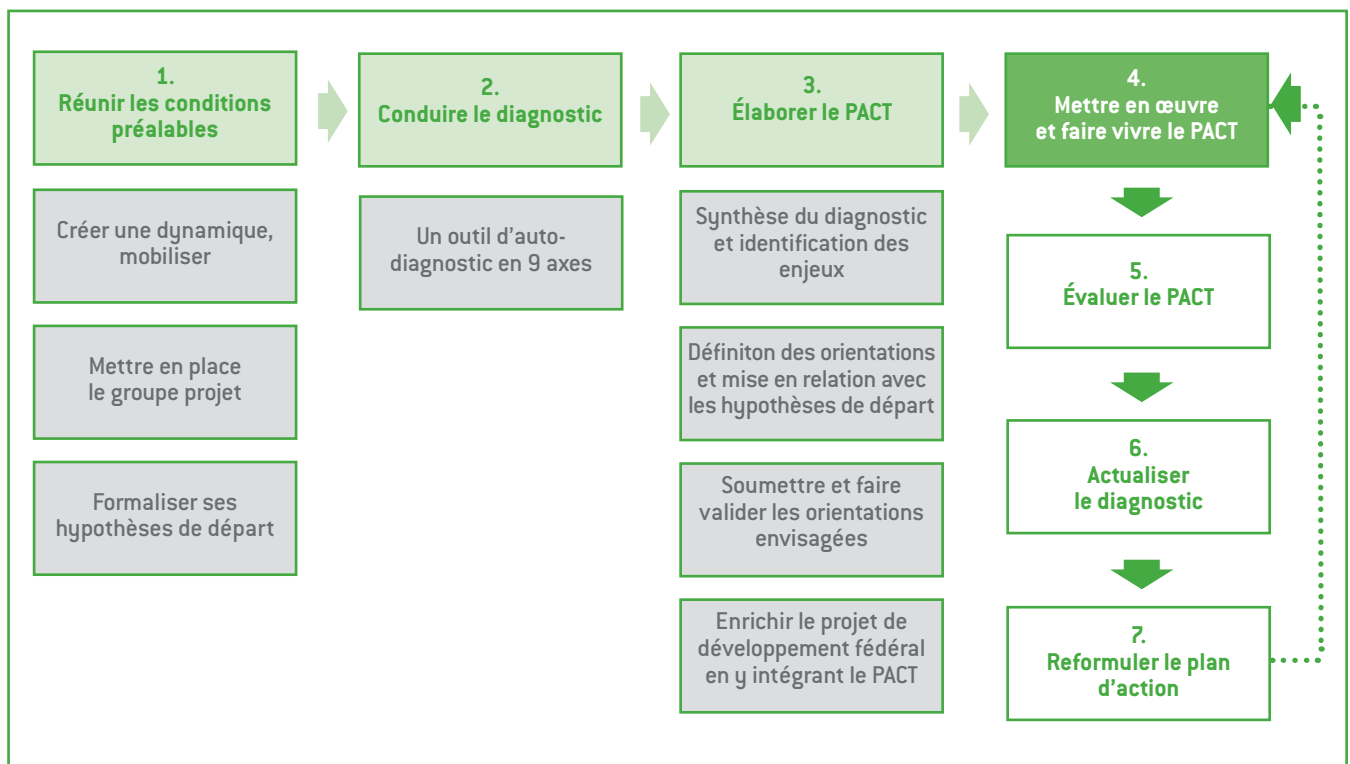 1.
Réunir les conditions
préalables
Créer une dynamique,
mobiliser
Mettre en place
le groupe projet
Formaliser ses
hypothèses de départ
2.
Conduire le diagnostic
Un outil d'auto-
diagnostic en 9 axes
3.
Élaborer le PACT
Synthèse du diagnostic
et identification des
enjeux
Définiton des orientations
et mise en relation avec
les hypothèses de départ
Soumettre et faire
valider les orientations
envisagées
Enrichir le projet de
développement fédéral
en y intégrant le PACT
4.
Mettre en œuvre
et faire vivre le PACT
5.
Évaluer le PACT
6.
Actualiser
le diagnostic
7.
Reformuler le plan
d'action